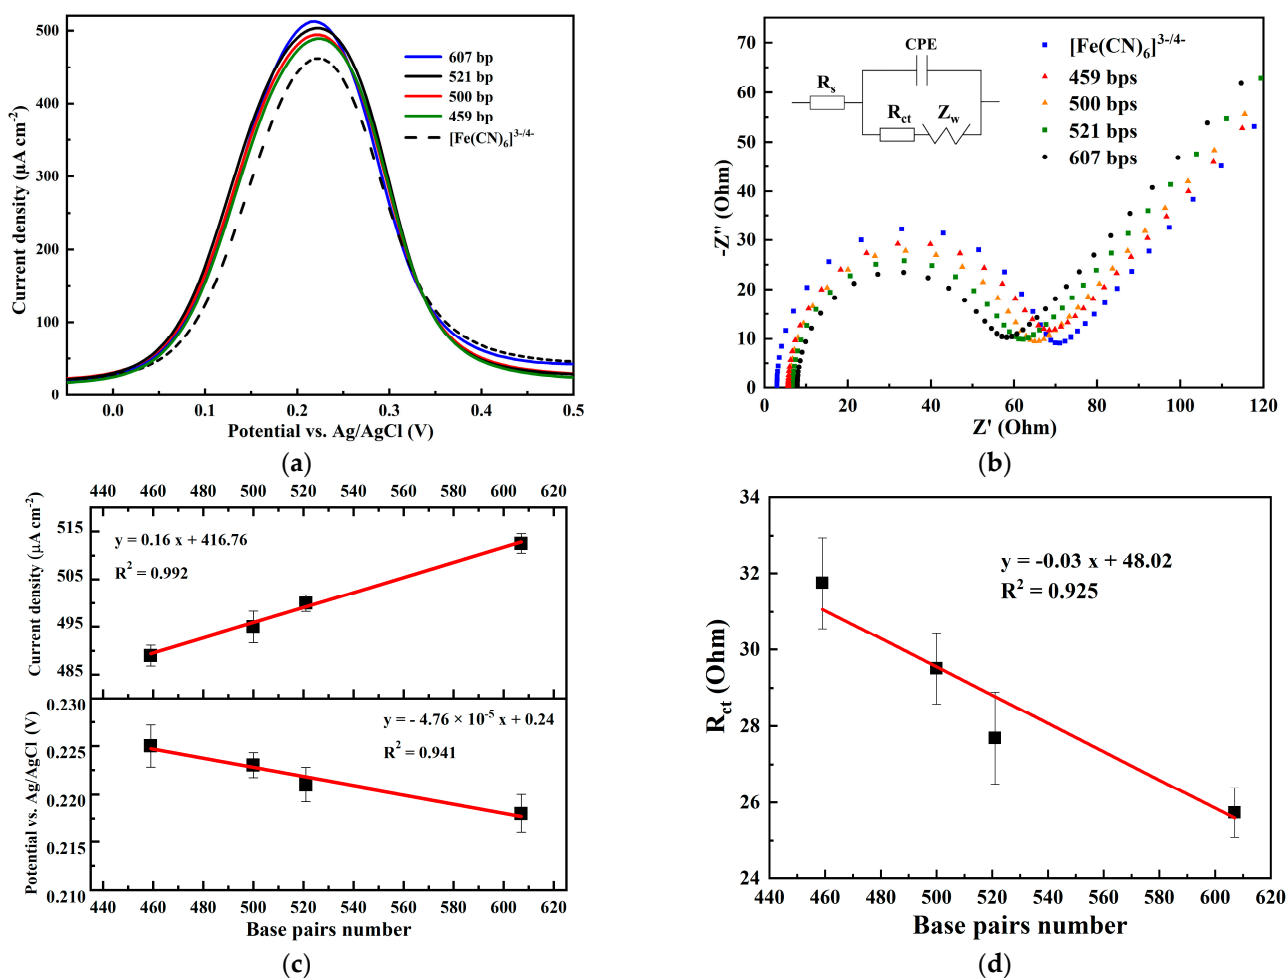 500
400
300
200
100
50
0
Current density (μA cm-2)
607 bp
521 bp
500 bp
459 bp
[Fe(CN)6]3-/4-
0.0 0.1 0.2 0.3 0.4 0.5
Potential vs. Ag/AgCl (V)
(a)
70
60
50
40
30
20
10
0
-Z'' (Ohm)
CPE
Rs
Rct
Zw
[Fe(CN)6]3-/4-
459 bps
500 bps
521 bps
607 bps
0 20 40 60 80 100 120
Z' (Ohm)
(b)
440 460 480 500 520 540 560 580 600 620
515
505
495
485
Current density (μA cm-2)
y = 0.16 x + 416.76
R2 = 0.992
0.230
0.225
0.220
0.215
0.210
Potential vs. Ag/AgCl (V)
y = - 4.76 × 10-5 x + 0.24
R2 = 0.941
440 460 480 500 520 540 560 580 600 620
Base pairs number
(c)
34
32
30
28
26
24
Rct (Ohm)
y = -0.03 x + 48.02
R2 = 0.925
440 460 480 500 520 540 560 580 600 620
Base pairs number
(d)